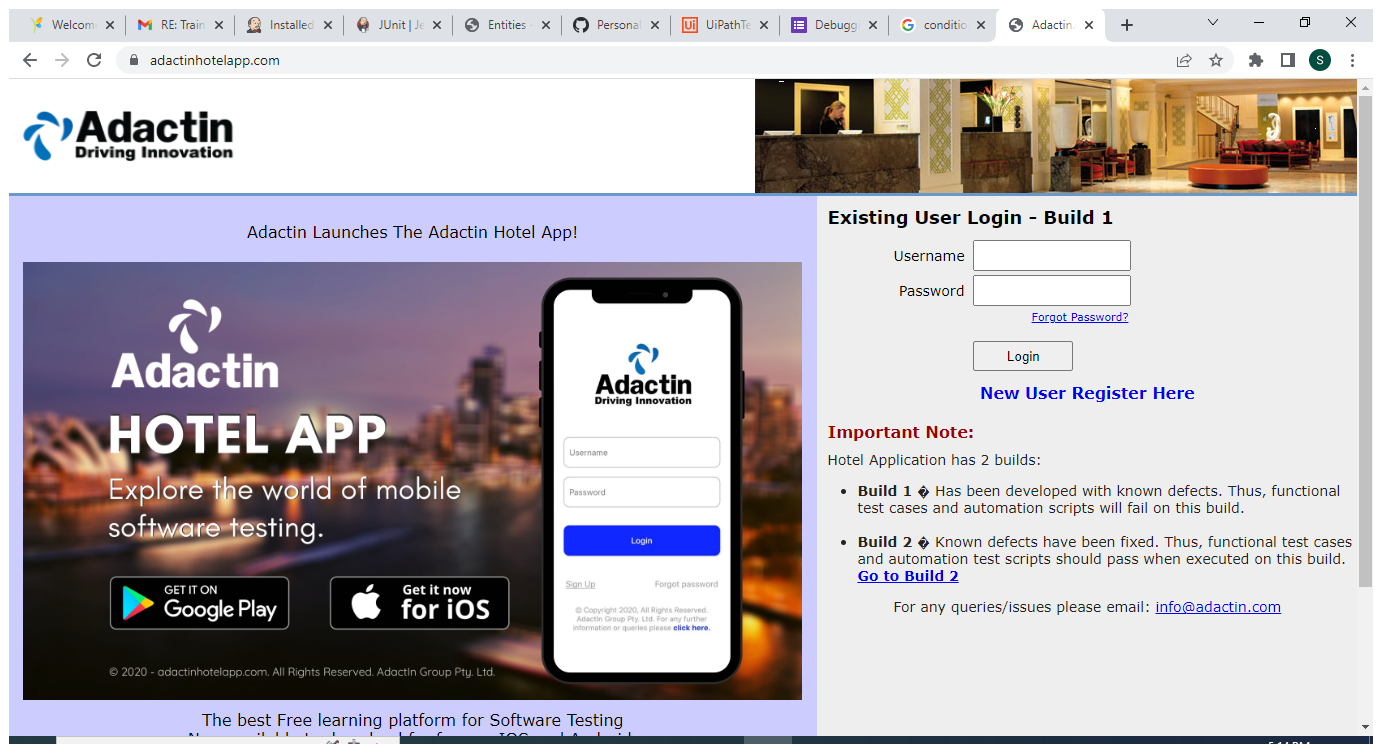 Welcom
RE: Train
Installed
JUnit | Je
Entities -
Personal
UiPathTe
Debugg
conditio
Adactin.
adactinhotelapp.com
S
Adactin
Driving Innovation
Adactin Launches The Adactin Hotel App!
Adactin
HOTEL APP
Explore the world of mobile
software testing.
GET IT ON
Google Play
Get it now
for iOS
© 2020 - adactinhotelapp.com. All Rights Reserved. AdactIn Group Pty. Ltd.
Adactin
Driving Innovation
Username
Password
Login
Sign Up Forgot password
© Copyright 2020, All Rights Reserved.
AdactIn Group Pty. Ltd. For any further
information or queries please click here.
The best Free learning platform for Software Testing
Existing User Login - Build 1
Username
Password
Forgot Password?
Login
New User Register Here
Important Note:
Hotel Application has 2 builds:
• Build 1 � Has been developed with known defects. Thus, functional
test cases and automation scripts will fail on this build.
• Build 2 � Known defects have been fixed. Thus, functional test cases
and automation test scripts should pass when executed on this build.
Go to Build 2
For any queries/issues please email: info@adactin.com